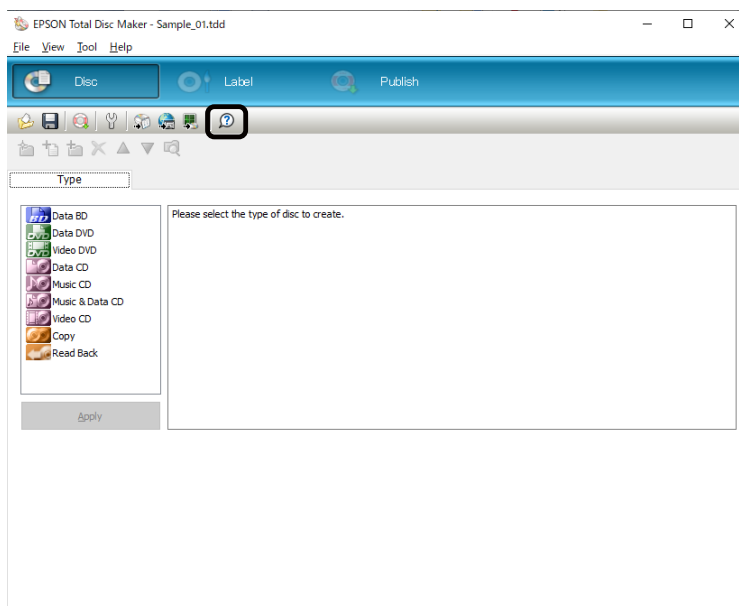 EPSON Total Disc Maker - Sample_01.tdd
File View Tool Help
Disc Label Publish
Type
Data BD
Data DVD
Video DVD
Data CD
Music CD
Music & Data CD
Video CD
Copy
Read Back
Apply
Please select the type of disc to create.